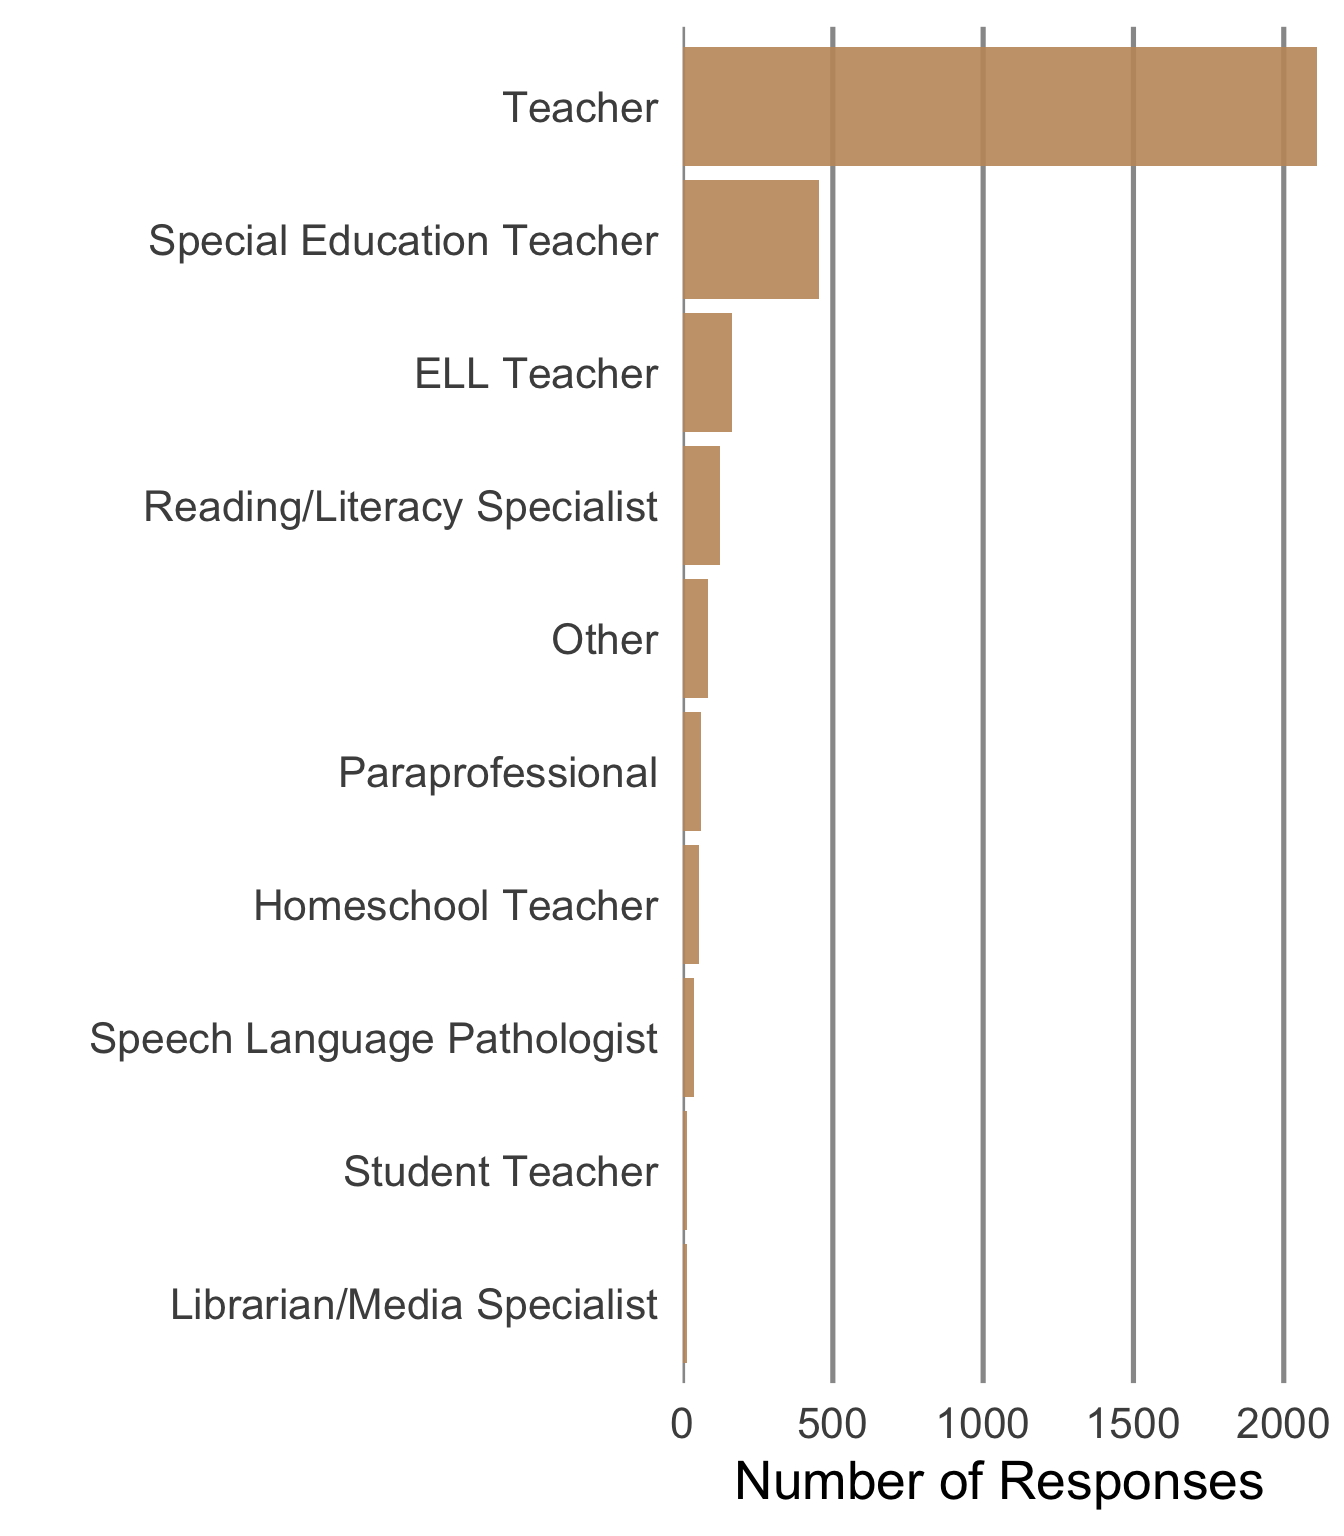 Teacher
Special Education Teacher
ELL Teacher
Reading/Literacy Specialist
Other
Paraprofessional
Homeschool Teacher
Speech Language Pathologist
Student Teacher
Librarian/Media Specialist
0 500 1000 1500 2000
Number of Responses